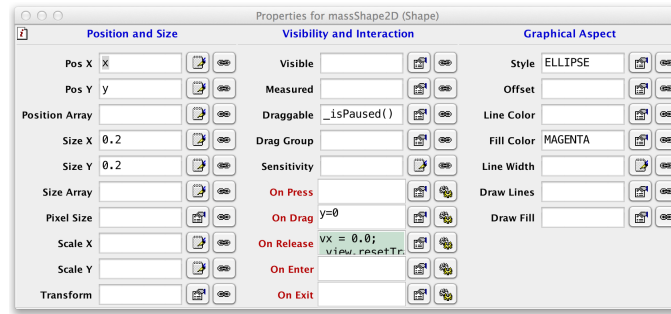 Properties for massShape2D (Shape)
Position and Size
Visibility and Interaction
Graphical Aspect
Pos X x
Visible
Style ELLIPSE
Pos Y y
Measured
Offset
Position Array
Draggable _isPaused()
Line Color
Size X 0.2
Drag Group
Fill Color MAGENTA
Size Y 0.2
Sensitivity
Line Width
Size Array
On Press
Draw Lines
Pixel Size
On Drag y=0
Draw Fill
Scale X
On Release vx = 0.0;
_view.resetTr
Scale Y
On Enter
Transform
On Exit